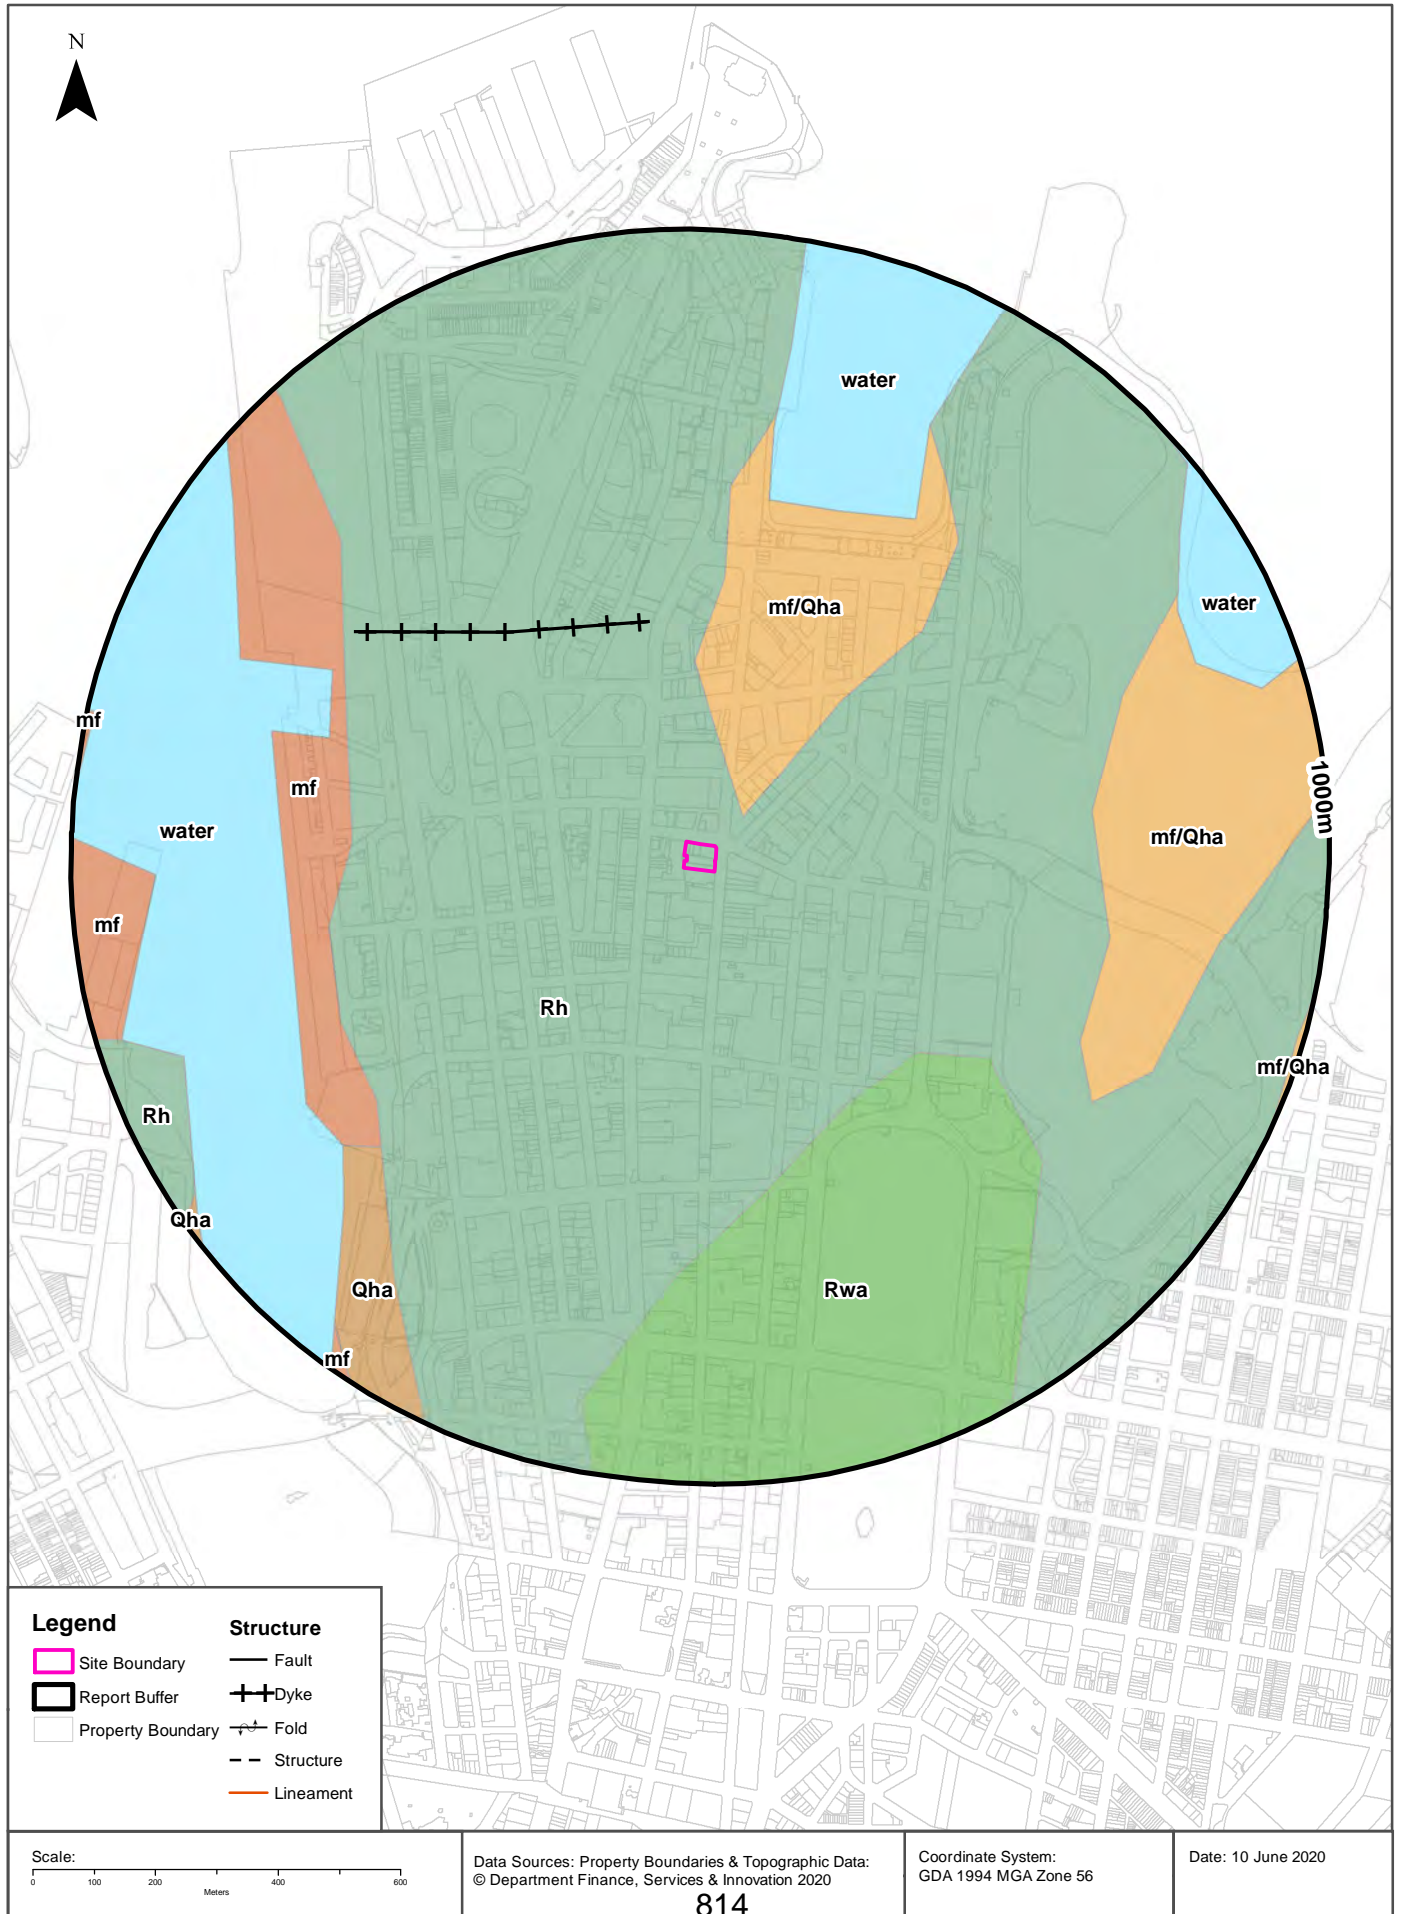 N
water
mf/Qha
water
mf
mf
1000m
water
mf/Qha
mf
Rh
mf/Qha
Rh
Qha
Qha
Rwa
mf
Legend
Site Boundary
Report Buffer
Property Boundary
Structure
Fault
Dyke
Fold
Structure
Lineament
Scale:
0 100 200 400 600
Meters
Data Sources: Property Boundaries & Topographic Data:
© Department Finance, Services & Innovation 2020
814
Coordinate System:
GDA 1994 MGA Zone 56
Date: 10 June 2020